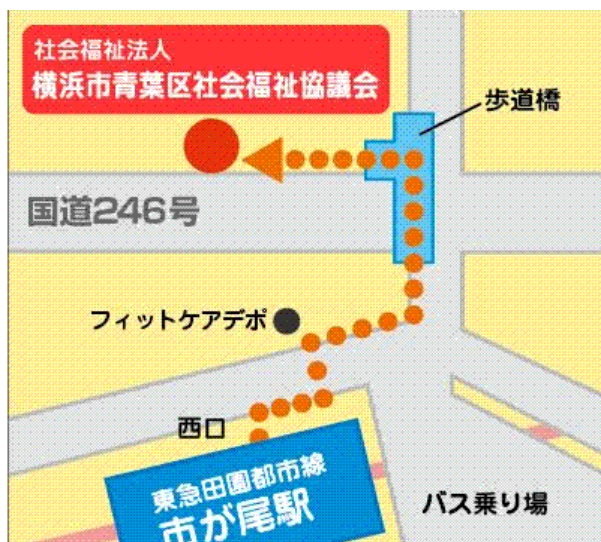 社会福祉法人
横浜市青葉区社会福祉協議会
歩道橋
国道246号
フィットケアデポ
西口
東急田園都市線
市が尾駅
バス乗り場